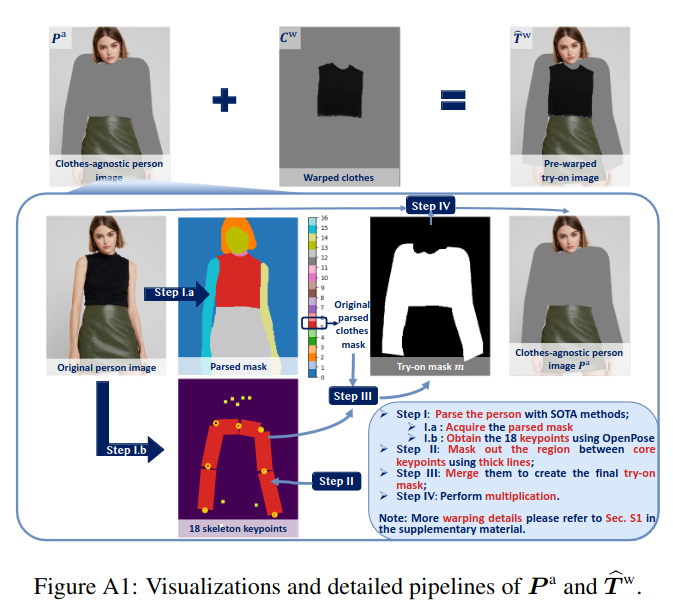 Pᵃ
Cʷ
T̂ʷ
Clothes-agnostic person
image
Warped clothes
Pre-warped
try-on image
Step IV
Step I.a
16
15
14
13
12
11
10
9
8
7
6
5
4
3
2
1
0
Original
parsed
clothes
mask
Original person image
Parsed mask
Try-on mask m
Clothes-agnostic person
image Pᵃ
Step III
Step I.b
Step II
18 skeleton keypoints
➢ Step I: Parse the person with SOTA methods;
➢ I.a : Acquire the parsed mask
➢ I.b : Obtain the 18 keypoints using OpenPose
➢ Step II: Mask out the region between core
keypoints using thick lines;
➢ Step III: Merge them to create the final try-on
mask;
➢ Step IV: Perform multiplication.
Note: More warping details please refer to Sec. S1 in
the supplementary material.
Figure A1: Visualizations and detailed pipelines of Pᵃ and T̂ʷ.